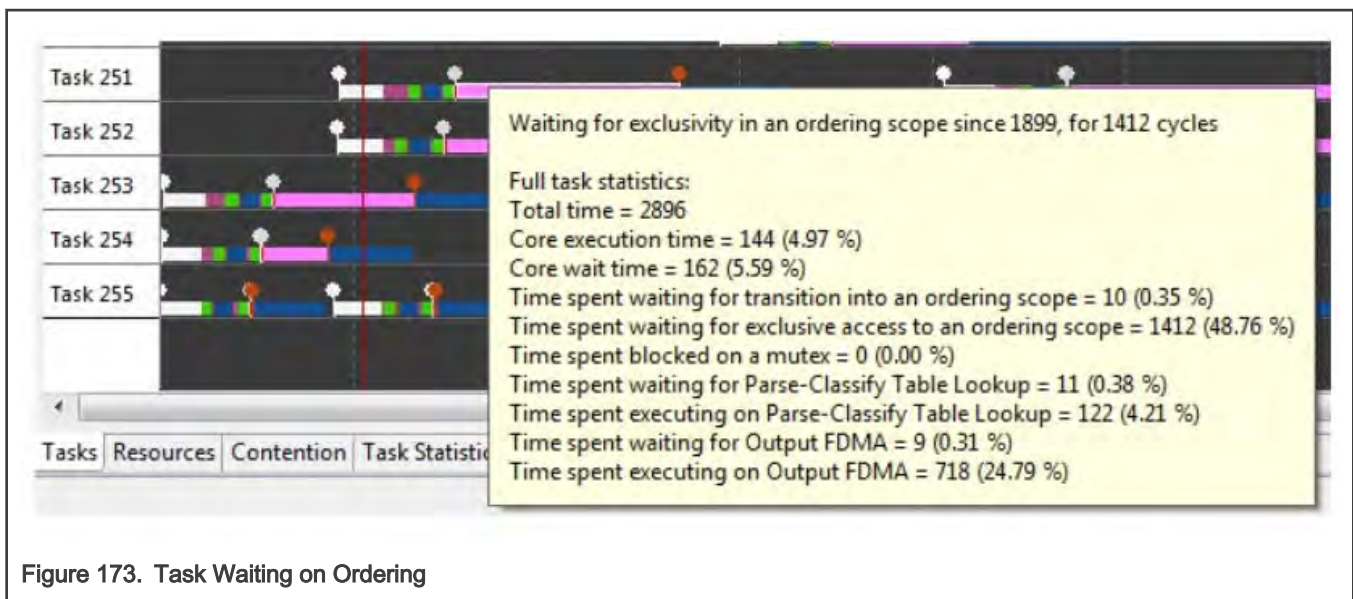 Task 251
Task 252
Task 253
Task 254
Task 255
Waiting for exclusivity in an ordering scope since 1899, for 1412 cycles
Full task statistics:
Total time = 2896
Core execution time = 144 (4.97 %)
Core wait time = 162 (5.59 %)
Time spent waiting for transition into an ordering scope = 10 (0.35 %)
Time spent waiting for exclusive access to an ordering scope = 1412 (48.76 %)
Time spent blocked on a mutex = 0 (0.00 %)
Time spent waiting for Parse-Classify Table Lookup = 11 (0.38 %)
Time spent executing on Parse-Classify Table Lookup = 122 (4.21 %)
Time spent waiting for Output FDMA = 9 (0.31 %)
Time spent executing on Output FDMA = 718 (24.79 %)
Tasks Resources Contention Task Statistic
Figure 173. Task Waiting on Ordering